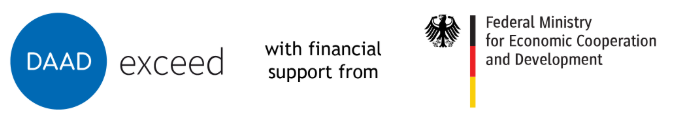 DAAD exceed
with financial
support from
Federal Ministry
for Economic Cooperation
and Development